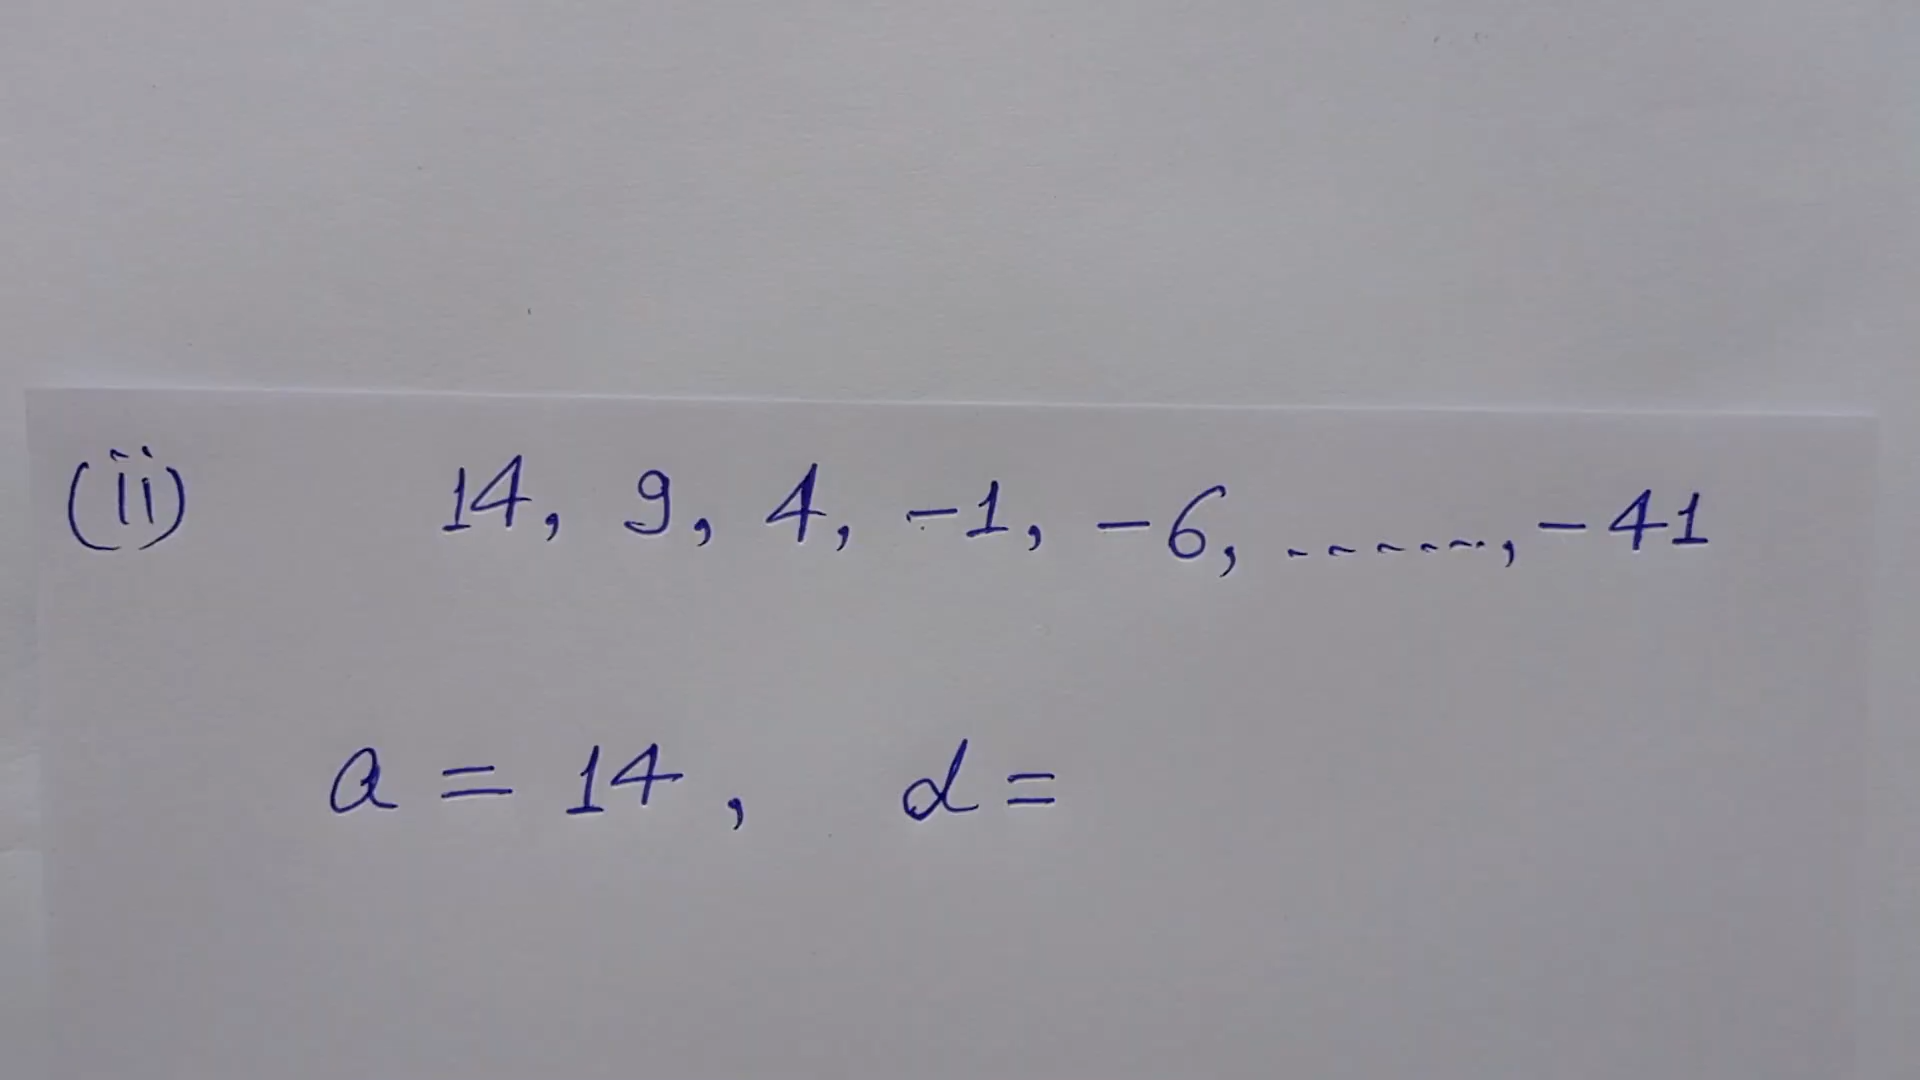 (ii) 14, 9, 4, -1, -6, ......., -41
a = 14, d =